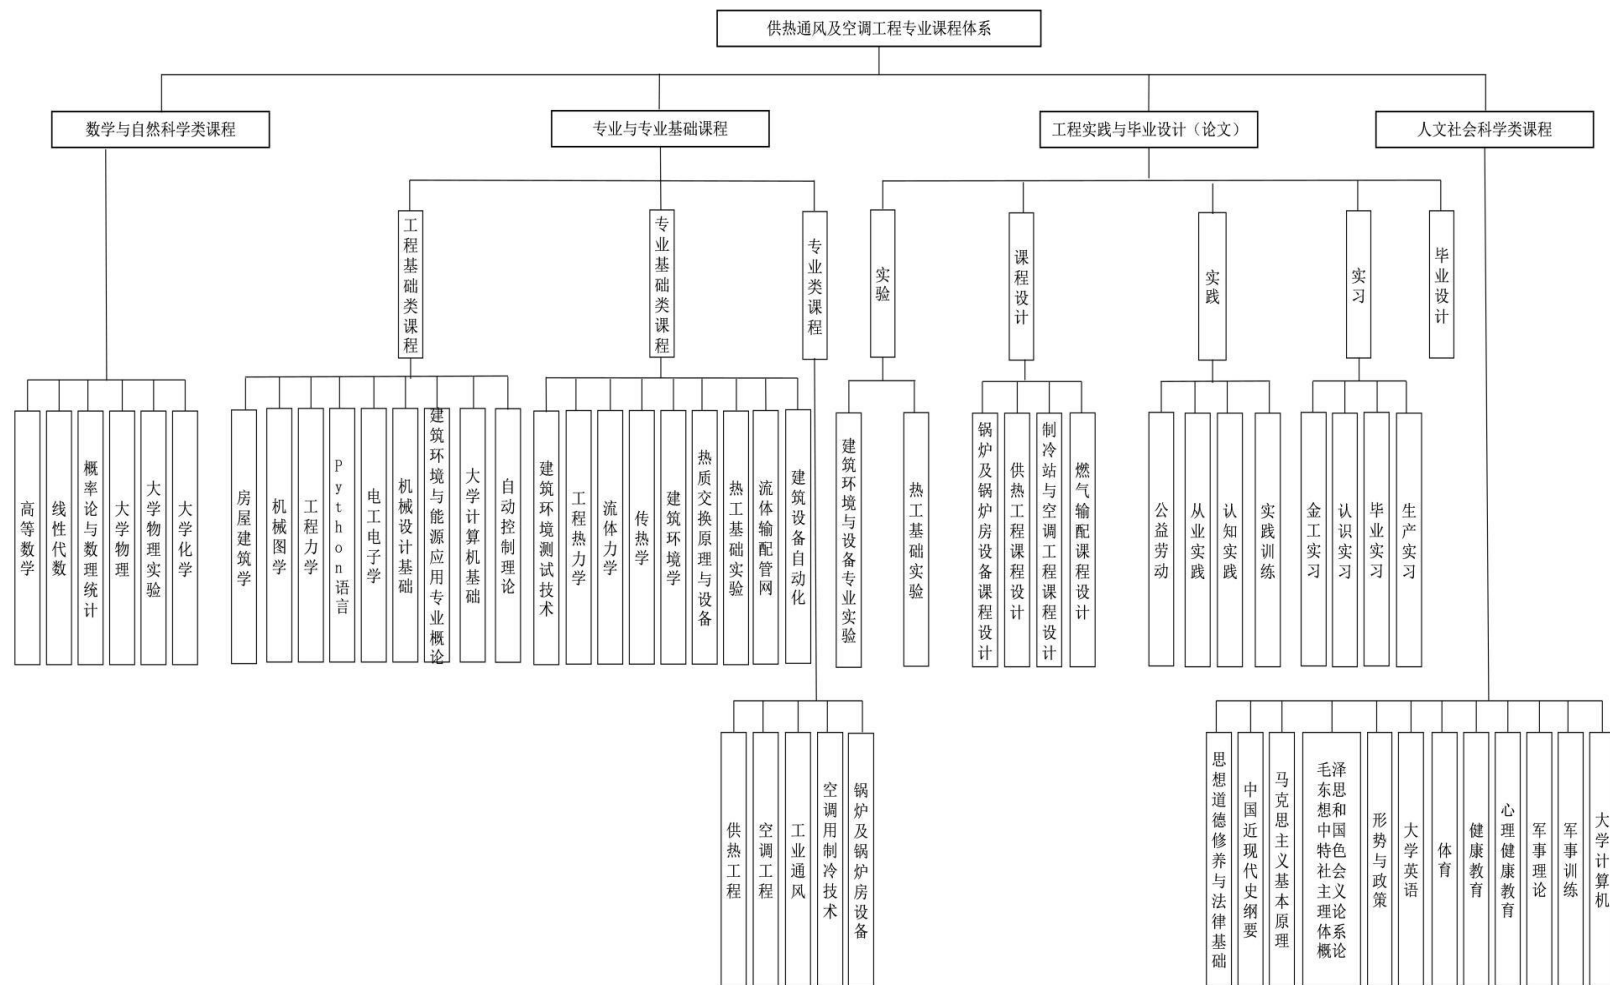 供热通风及空调工程专业课程体系
数学与自然科学类课程
专业与专业基础课程
工程实践与毕业设计（论文）
人文社会科学类课程
工程基础类课程
专业基础类课程
专业类课程
实验
课程设计
实践
实习
毕业设计
高等数学
线性代数
概率论与数理统计
大学物理
大学物理实验
大学化学
房屋建筑学
机械图学
工程力学
Python语言
电工电子学
机械设计基础
建筑环境与能源应用专业概论
大学计算机基础
自动控制理论
建筑环境测试技术
工程热力学
流体力学
传热学
建筑环境学
热质交换原理与设备
热工基础实验
流体输配管网
建筑设备自动化
建筑环境与设备专业实验
热工基础实验
锅炉及锅炉房设备课程设计
供热工程课程设计
制冷站与空调工程课程设计
燃气输配课程设计
公益劳动
从业实践
认知实践
实践训练
金工实习
认识实习
毕业实习
生产实习
供热工程
空调工程
工业通风
空调用制冷技术
锅炉及锅炉房设备
思想道德修养与法律基础
中国近现代史纲要
马克思主义基本原理
毛泽东思想和中国特色社会主义理论体系概论
形势与政策
大学英语
体育
健康教育
心理健康教育
军事理论
军事训练
大学计算机